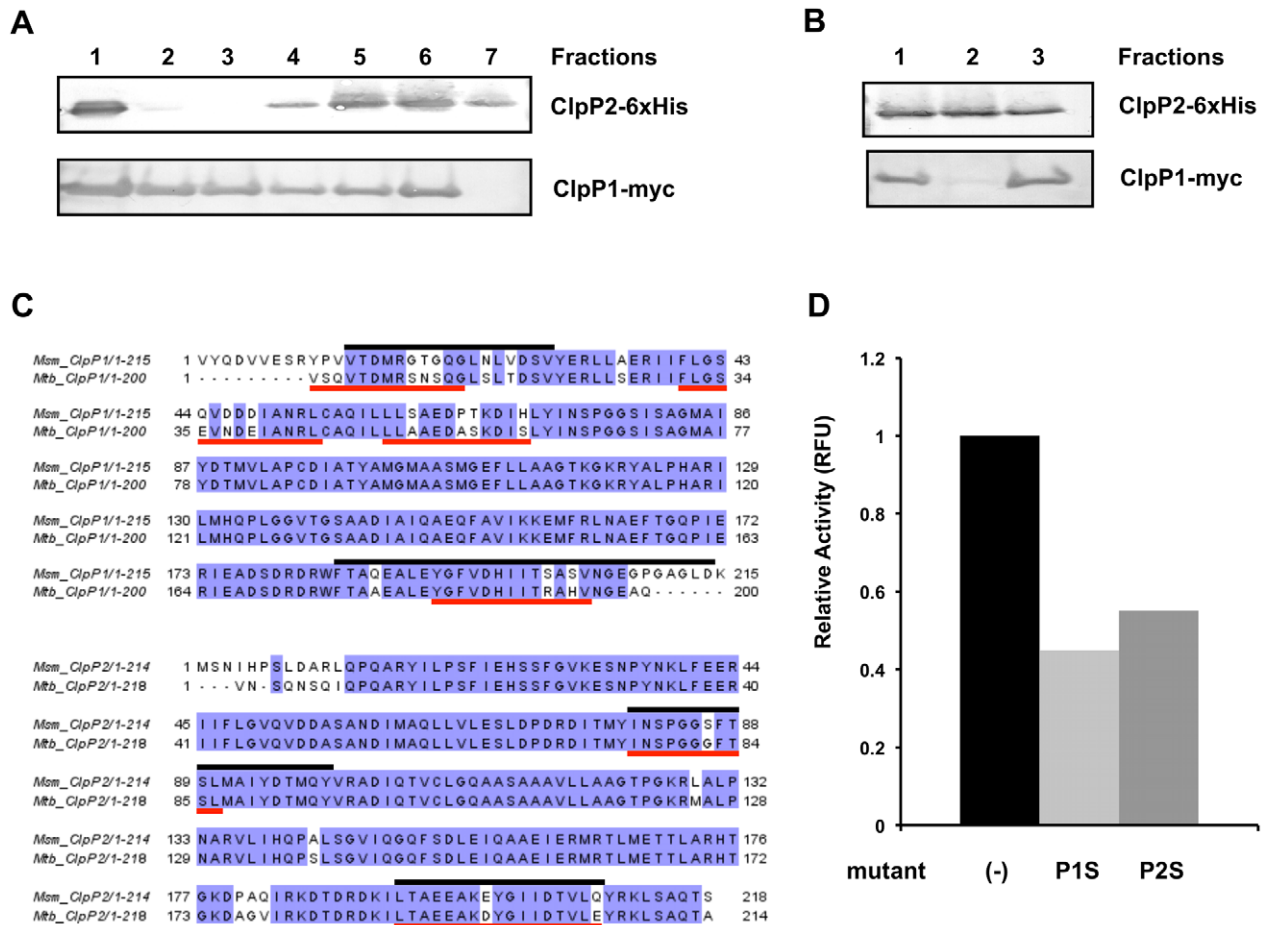 A
1 2 3 4 5 6 7 Fractions
ClpP2-6xHis
ClpP1-myc
B
1 2 3 Fractions
ClpP2-6xHis
ClpP1-myc
C
Msm_ClpP1/1-215 1 VYQDVVESRYPVVTDMRGTGQGLNLVDSVYERLLAERIIFLGS 43
Mtb_ClpP1/1-200 1 ---------VSQVTDMRSNSQGLSLTDSVYERLLSERIIFLGS 34
Msm_ClpP1/1-215 44 QVDDDIANRLCAQILLLSAEDPTKDIHLYINSPGGSISAGMAI 86
Mtb_ClpP1/1-200 35 EVNDEIANRLCAQILLLAAEDASKDISLYINSPGGSISAGMAI 77
Msm_ClpP1/1-215 87 YDTMVLAPCDIATYAMGMAASMGEFLLAAGTKGKRYALPHARI 129
Mtb_ClpP1/1-200 78 YDTMVLAPCDIATYAMGMAASMGEFLLAAGTKGKRYALPHARI 120
Msm_ClpP1/1-215 130 LMHQPLGGVTGSAADIAIQAEQFAVIKKEMFRLNAEFTGQPIE 172
Mtb_ClpP1/1-200 121 LMHQPLGGVTGSAADIAIQAEQFAVIKKEMFRLNAEFTGQPIE 163
Msm_ClpP1/1-215 173 RIEADSDRDRWFTAQEALEYGFVDHIITSASVNGEGPGAGLDK 215
Mtb_ClpP1/1-200 164 RIEADSDRDRWFTAAEALEYGFVDHIITRAHVNGEAQ------ 200
Msm_ClpP2/1-214 1 MSNIHPSLDARLQPQARYILPSFIEHSSFGVKESNPYNKLFEER 44
Mtb_ClpP2/1-218 1 ---VN-SQNSQIQPQARYILPSFIEHSSFGVKESNPYNKLFEER 40
Msm_ClpP2/1-214 45 IIFLGVQVDDASANDIMAQLLVLESLDPDRDITMYINSPGGSFT 88
Mtb_ClpP2/1-218 41 IIFLGVQVDDASANDIMAQLLVLESLDPDRDITMYINSPGGGFT 84
Msm_ClpP2/1-214 89 SLMAIYDTMQYVRADIQTVCLGQAASAAAVLLAAGTPGKRLALP 132
Mtb_ClpP2/1-218 85 SLMAIYDTMQYVRADIQTVCLGQAASAAAVLLAAGTPGKRMALP 128
Msm_ClpP2/1-214 133 NARVLIHQPALSGVIQGQFSDLEIQAAEIERMRTLMETTLARHT 176
Mtb_ClpP2/1-218 129 NARVLIHQPSLSGVIQGQFSDLEIQAAEIERMRTLMETTLARHT 172
Msm_ClpP2/1-214 177 GKDPAQIRKDTDRDKILTAEEAKEYGIIDTVLQYRKLSAQTS 218
Mtb_ClpP2/1-218 173 GKDAGVIRKDTDRDKILTAEEAKDYGIIDTVLEYRKLSAQTA 214
D
Relative Activity (RFU)
1.2
1
0.8
0.6
0.4
0.2
0
mutant (-) P1S P2S